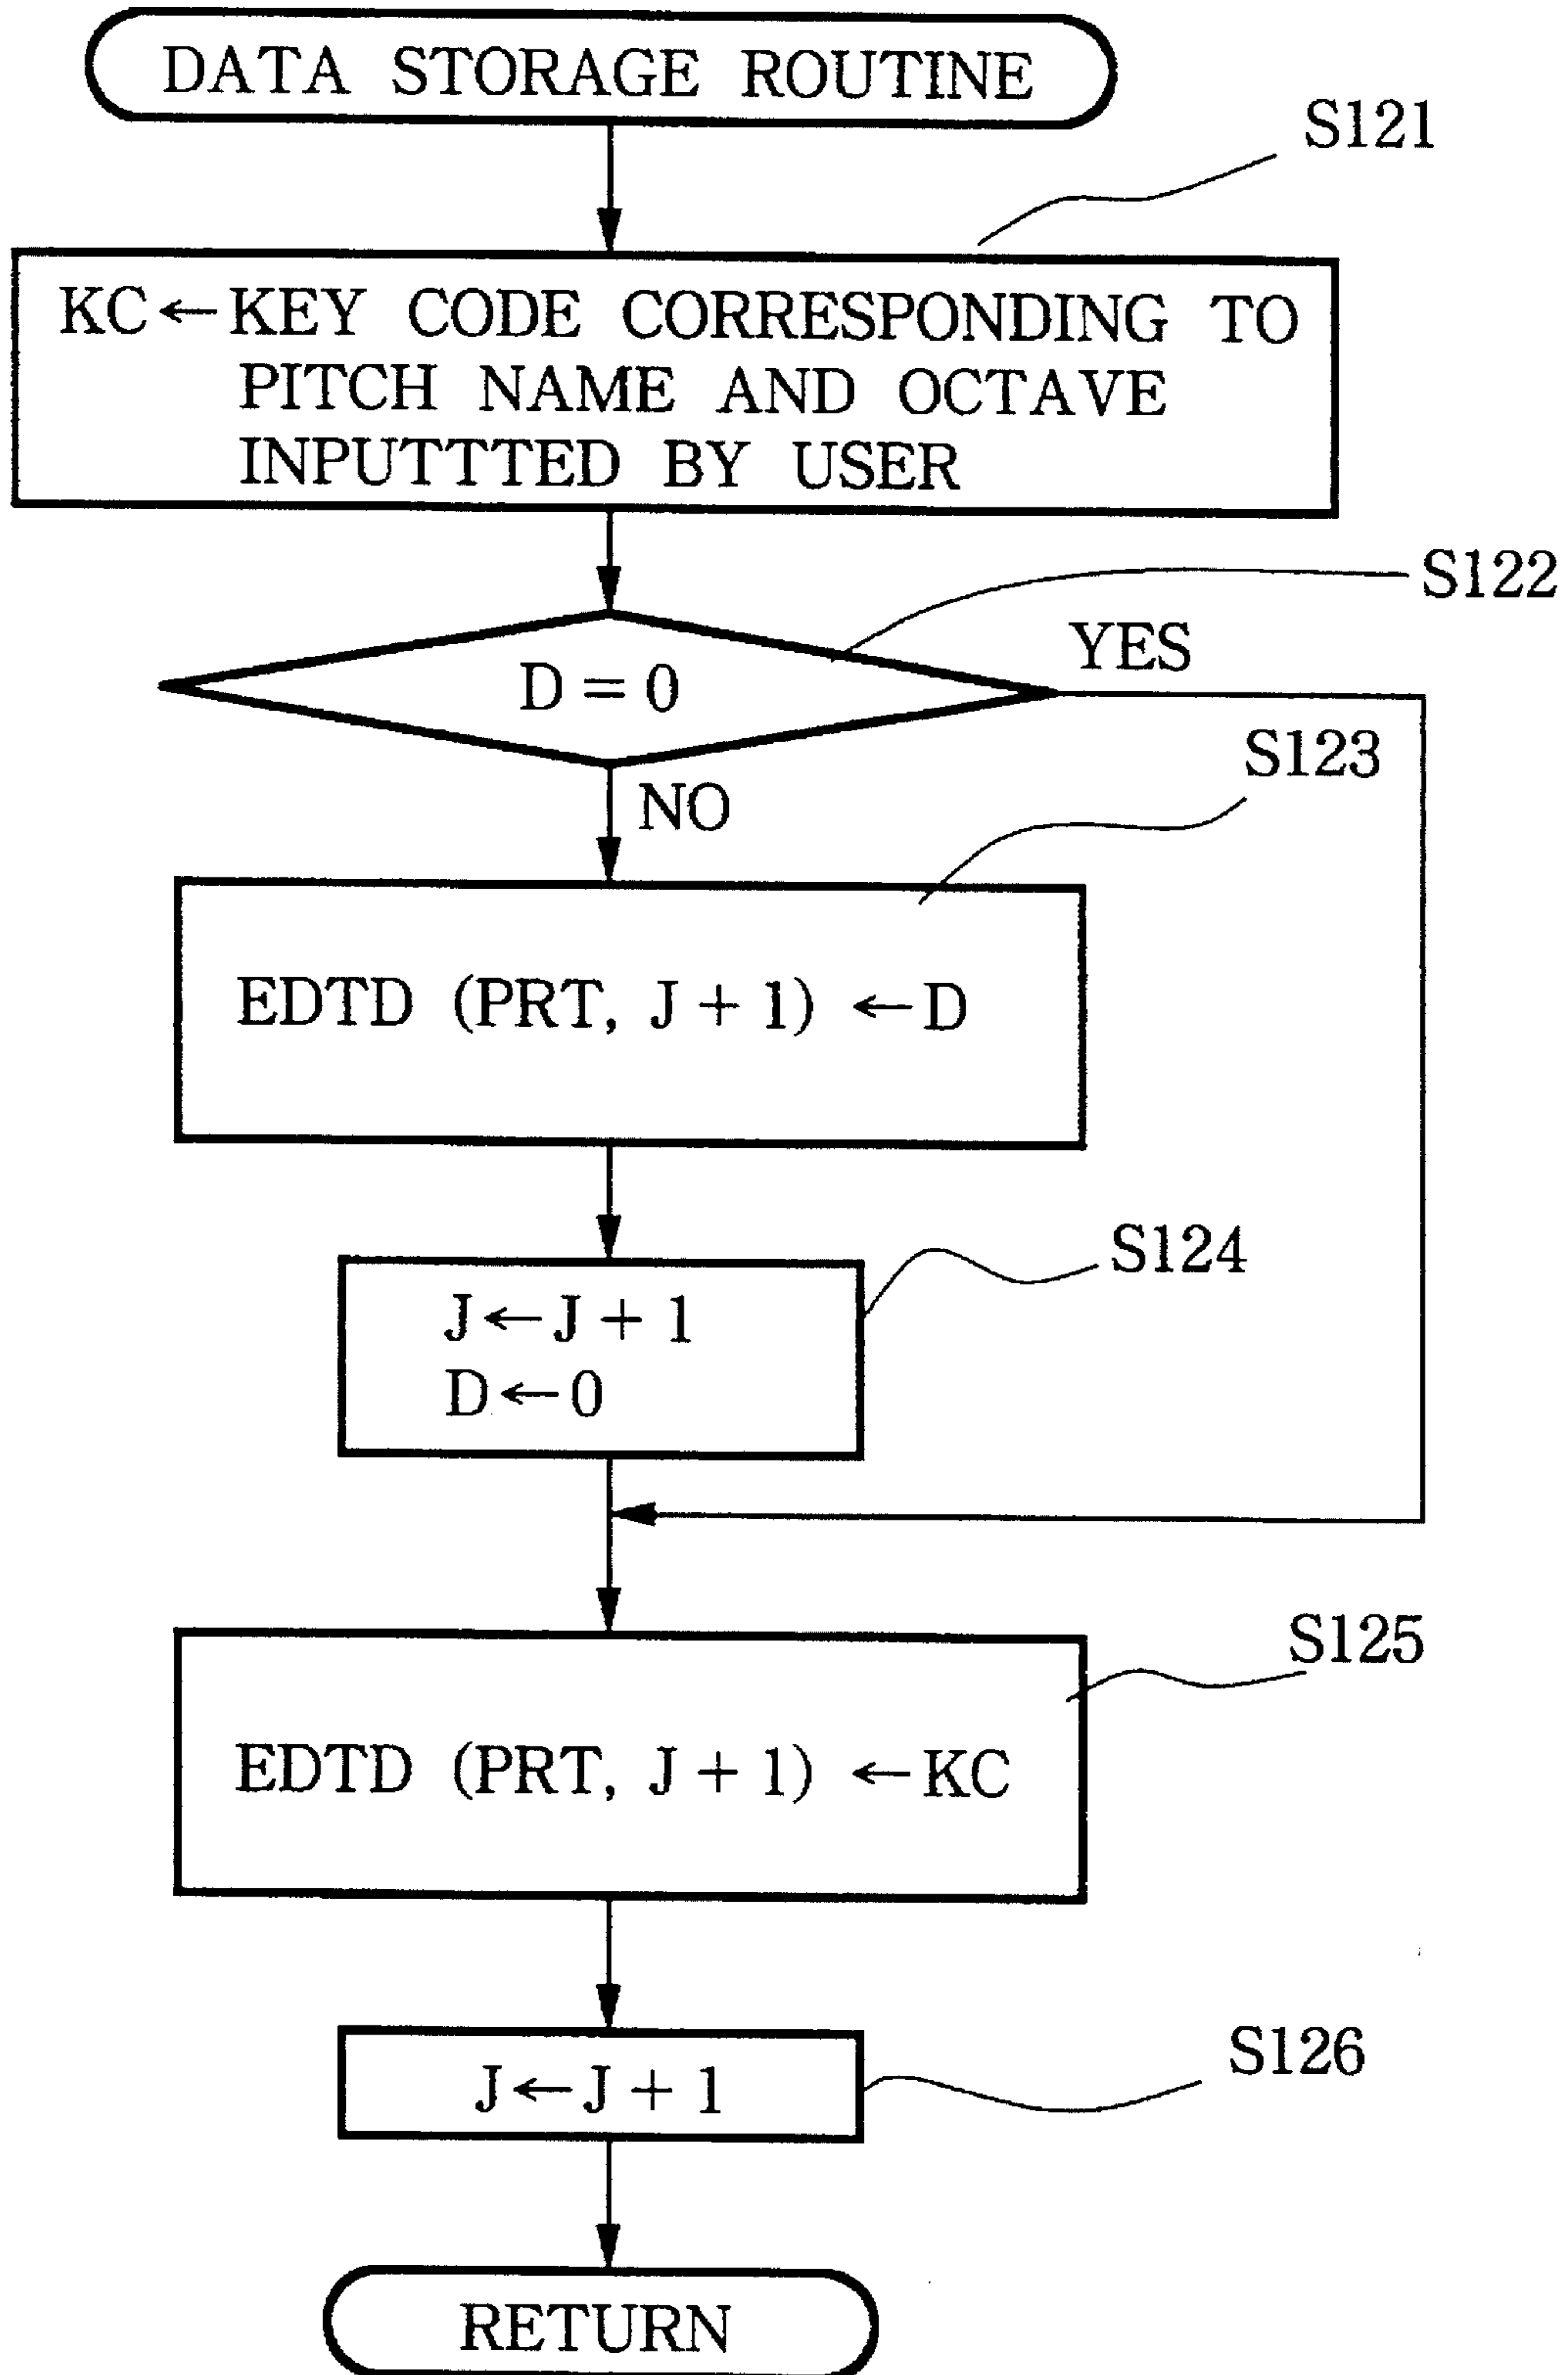 DATA STORAGE ROUTINE
S121
KC←KEY CODE CORRESPONDING TO
PITCH NAME AND OCTAVE
INPUTTTED BY USER
S122
D = 0
YES
S123
NO
EDTD (PRT, J + 1) ←D
S124
J←J + 1
D←0
S125
EDTD (PRT, J + 1) ←KC
S126
J←J + 1
RETURN